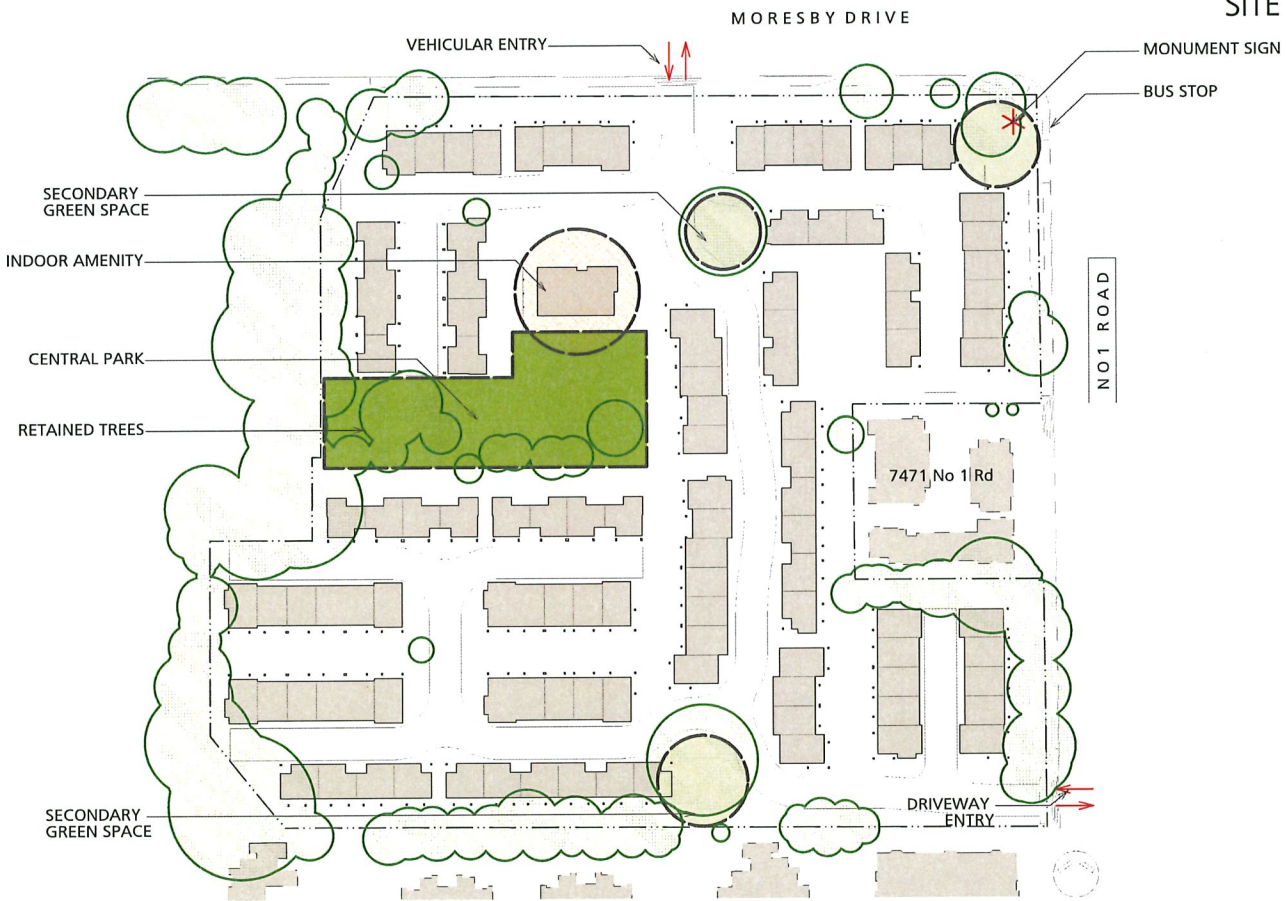 SITE
MORESBY DRIVE
VEHICULAR ENTRY
MONUMENT SIGN
BUS STOP
SECONDARY
GREEN SPACE
INDOOR AMENITY
CENTRAL PARK
RETAINED TREES
NO1 ROAD
7471 No 1 Rd
SECONDARY
GREEN SPACE
DRIVEWAY
ENTRY